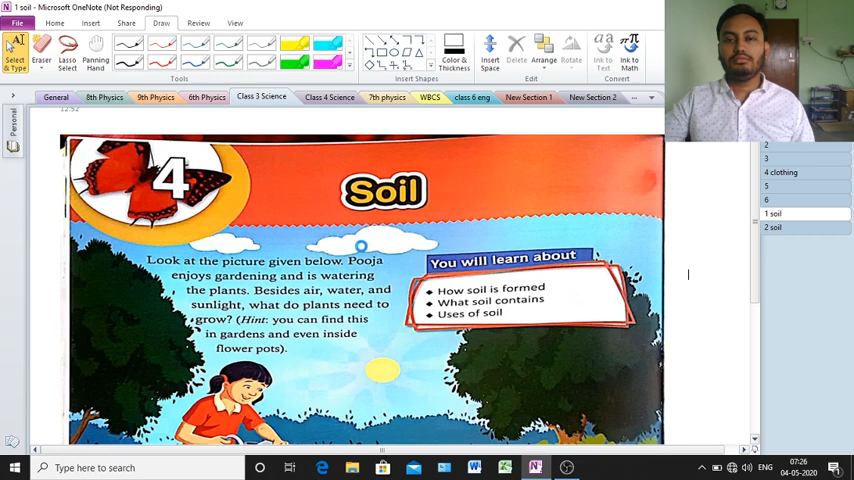 1 soil - Microsoft OneNote (Not Responding)
File Home Insert Share Draw Review View
Select & Type
Eraser
Lasso Select
Panning Hand
Color & Thickness
Insert Space
Delete
Arrange
Rotate
Ink to Text
Ink to Math
Tools
Insert Shapes
Edit
Convert
General 8th Physics 9th Physics 6th Physics Class 3 Science Class 4 Science 7th physics WBCS class 6 eng New Section 1 New Section 2
Personal
12:52
2
3
4 clothing
5
6
1 soil
2 soil
4
Soil
Look at the picture given below. Pooja
enjoys gardening and is watering
the plants. Besides air, water, and
sunlight, what do plants need to
grow? (Hint: you can find this
in gardens and even inside
flower pots).
You will learn about
◆ How soil is formed
◆ What soil contains
◆ Uses of soil
Type here to search
ENG
07:26
04-05-2020